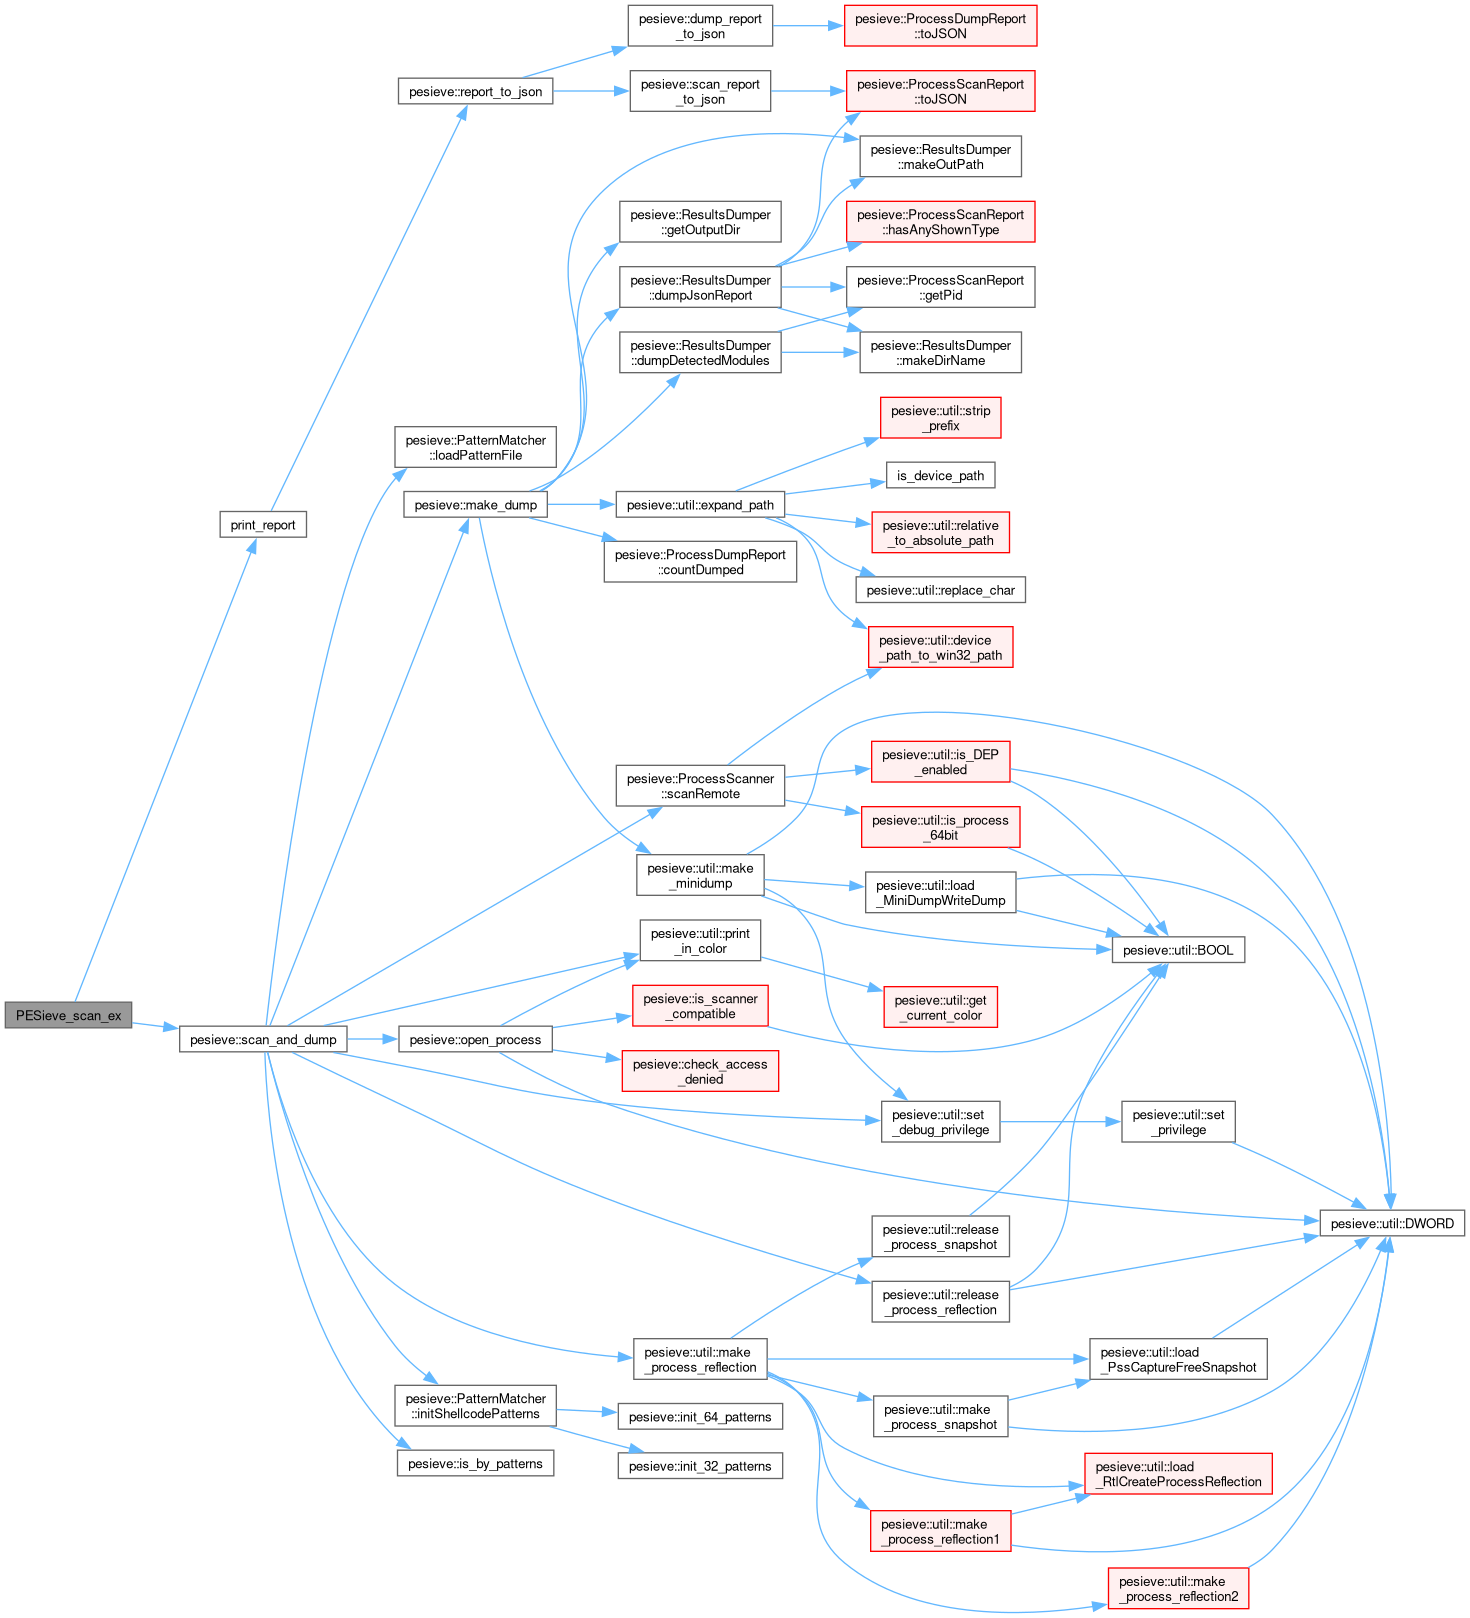 pesieve::dump_report
_to_json
pesieve::ProcessDumpReport
::toJSON
pesieve::report_to_json
pesieve::scan_report
_to_json
pesieve::ProcessScanReport
::toJSON
pesieve::ResultsDumper
::makeOutPath
pesieve::ResultsDumper
::getOutputDir
pesieve::ProcessScanReport
::hasAnyShownType
pesieve::ResultsDumper
::dumpJsonReport
pesieve::ProcessScanReport
::getPid
pesieve::ResultsDumper
::dumpDetectedModules
pesieve::ResultsDumper
::makeDirName
pesieve::util::strip
_prefix
pesieve::PatternMatcher
::loadPatternFile
is_device_path
pesieve::make_dump
pesieve::util::expand_path
print_report
pesieve::util::relative
_to_absolute_path
pesieve::ProcessDumpReport
::countDumped
pesieve::util::replace_char
pesieve::util::device
_path_to_win32_path
pesieve::util::is_DEP
_enabled
pesieve::ProcessScanner
::scanRemote
pesieve::util::is_process
_64bit
pesieve::util::make
_minidump
pesieve::util::load
_MiniDumpWriteDump
pesieve::util::print
_in_color
pesieve::util::BOOL
PESieve_scan_ex
pesieve::is_scanner
_compatible
pesieve::util::get
_current_color
pesieve::scan_and_dump
pesieve::open_process
pesieve::check_access
_denied
pesieve::util::set
_debug_privilege
pesieve::util::set
_privilege
pesieve::util::release
_process_snapshot
pesieve::util::DWORD
pesieve::util::release
_process_reflection
pesieve::util::make
_process_reflection
pesieve::util::load
_PssCaptureFreeSnapshot
pesieve::PatternMatcher
::initShellcodePatterns
pesieve::init_64_patterns
pesieve::util::make
_process_snapshot
pesieve::is_by_patterns
pesieve::init_32_patterns
pesieve::util::load
_RtlCreateProcessReflection
pesieve::util::make
_process_reflection1
pesieve::util::make
_process_reflection2